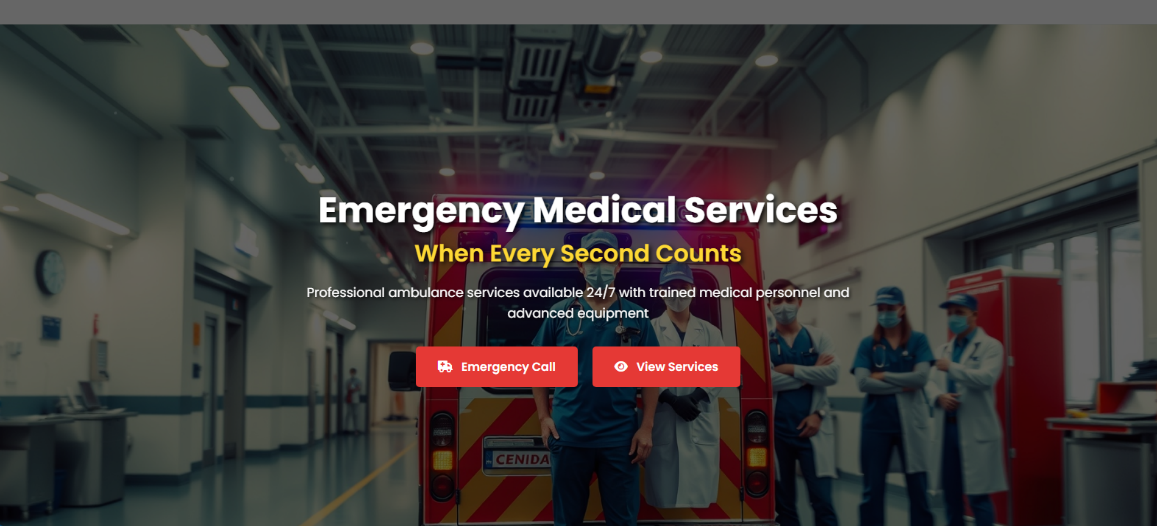 Emergency Medical Services
When Every Second Counts
Professional ambulance services available 24/7 with trained medical personnel and
advanced equipment
Emergency Call
View Services
CENIDA